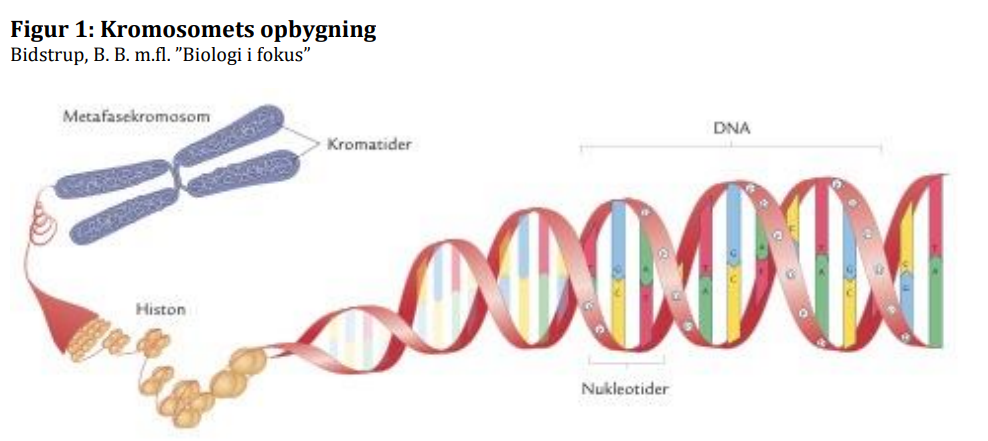 Figur 1: Kromosomets opbygning
Bidstrup, B. B. m.fl. ”Biologi i fokus”
Metafasekromosom
Kromatider
DNA
Histon
Nukleotider
G
C
A
T
A
G
C
A
T
C
T
A
G
C
C
G
T
A